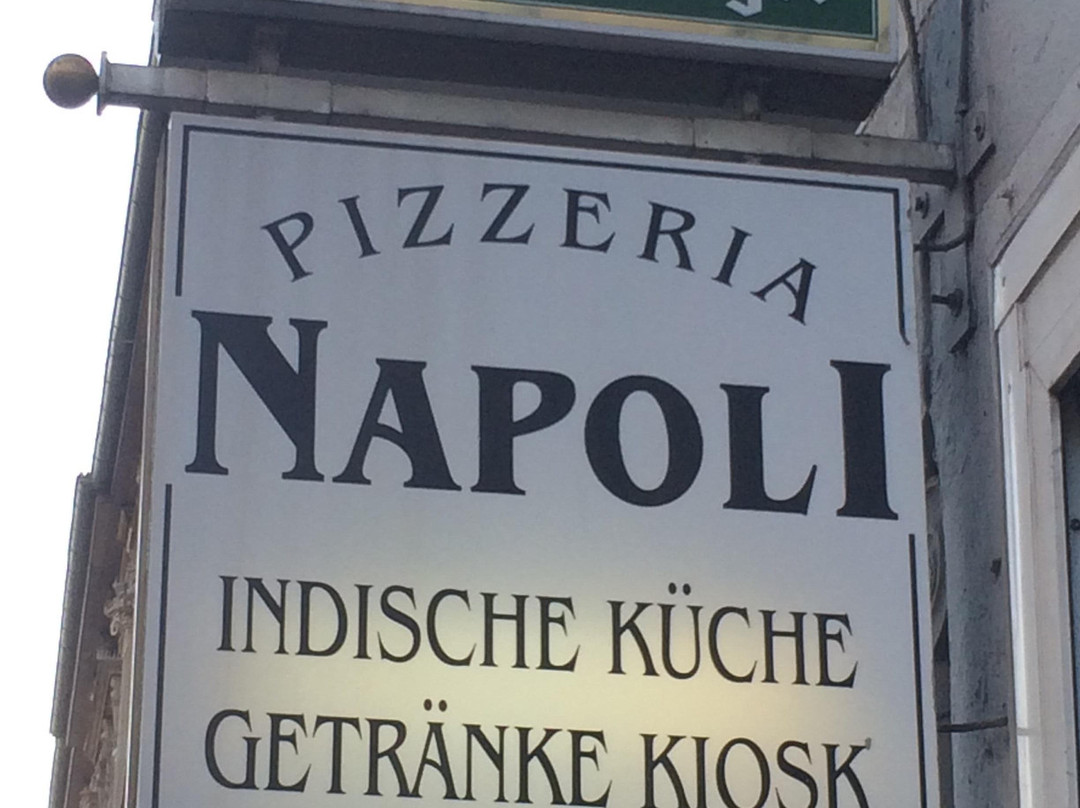 PIZZERIA
NAPOLI
INDISCHE KÜCHE
GETRÄNKE KIOSK